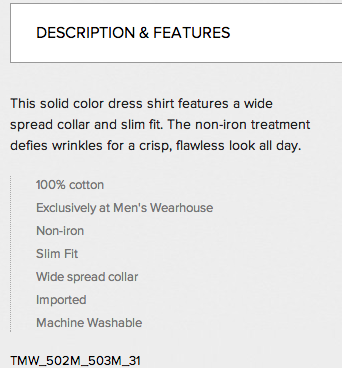 DESCRIPTION & FEATURES
This solid color dress shirt features a wide
spread collar and slim fit. The non-iron treatment
defies wrinkles for a crisp, flawless look all day.
100% cotton
Exclusively at Men's Wearhouse
Non-iron
Slim Fit
Wide spread collar
Imported
Machine Washable
TMW_502M_503M_31